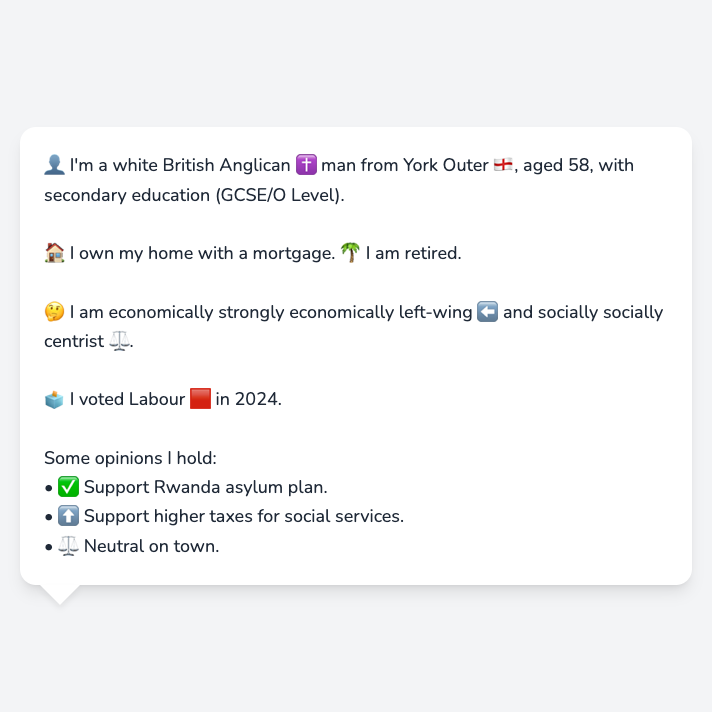 👤 I'm a white British Anglican ✝️ man from York Outer 🏴󠁧󠁢󠁥󠁮󠁧󠁿, aged 58, with
secondary education (GCSE/O Level).
🏠 I own my home with a mortgage. 🌴 I am retired.
🤔 I am economically strongly economically left-wing ⬅️ and socially socially
centrist ⚖️.
🗳️ I voted Labour 🟥 in 2024.
Some opinions I hold:
• ✅ Support Rwanda asylum plan.
• ⬆️ Support higher taxes for social services.
• ⚖️ Neutral on town.